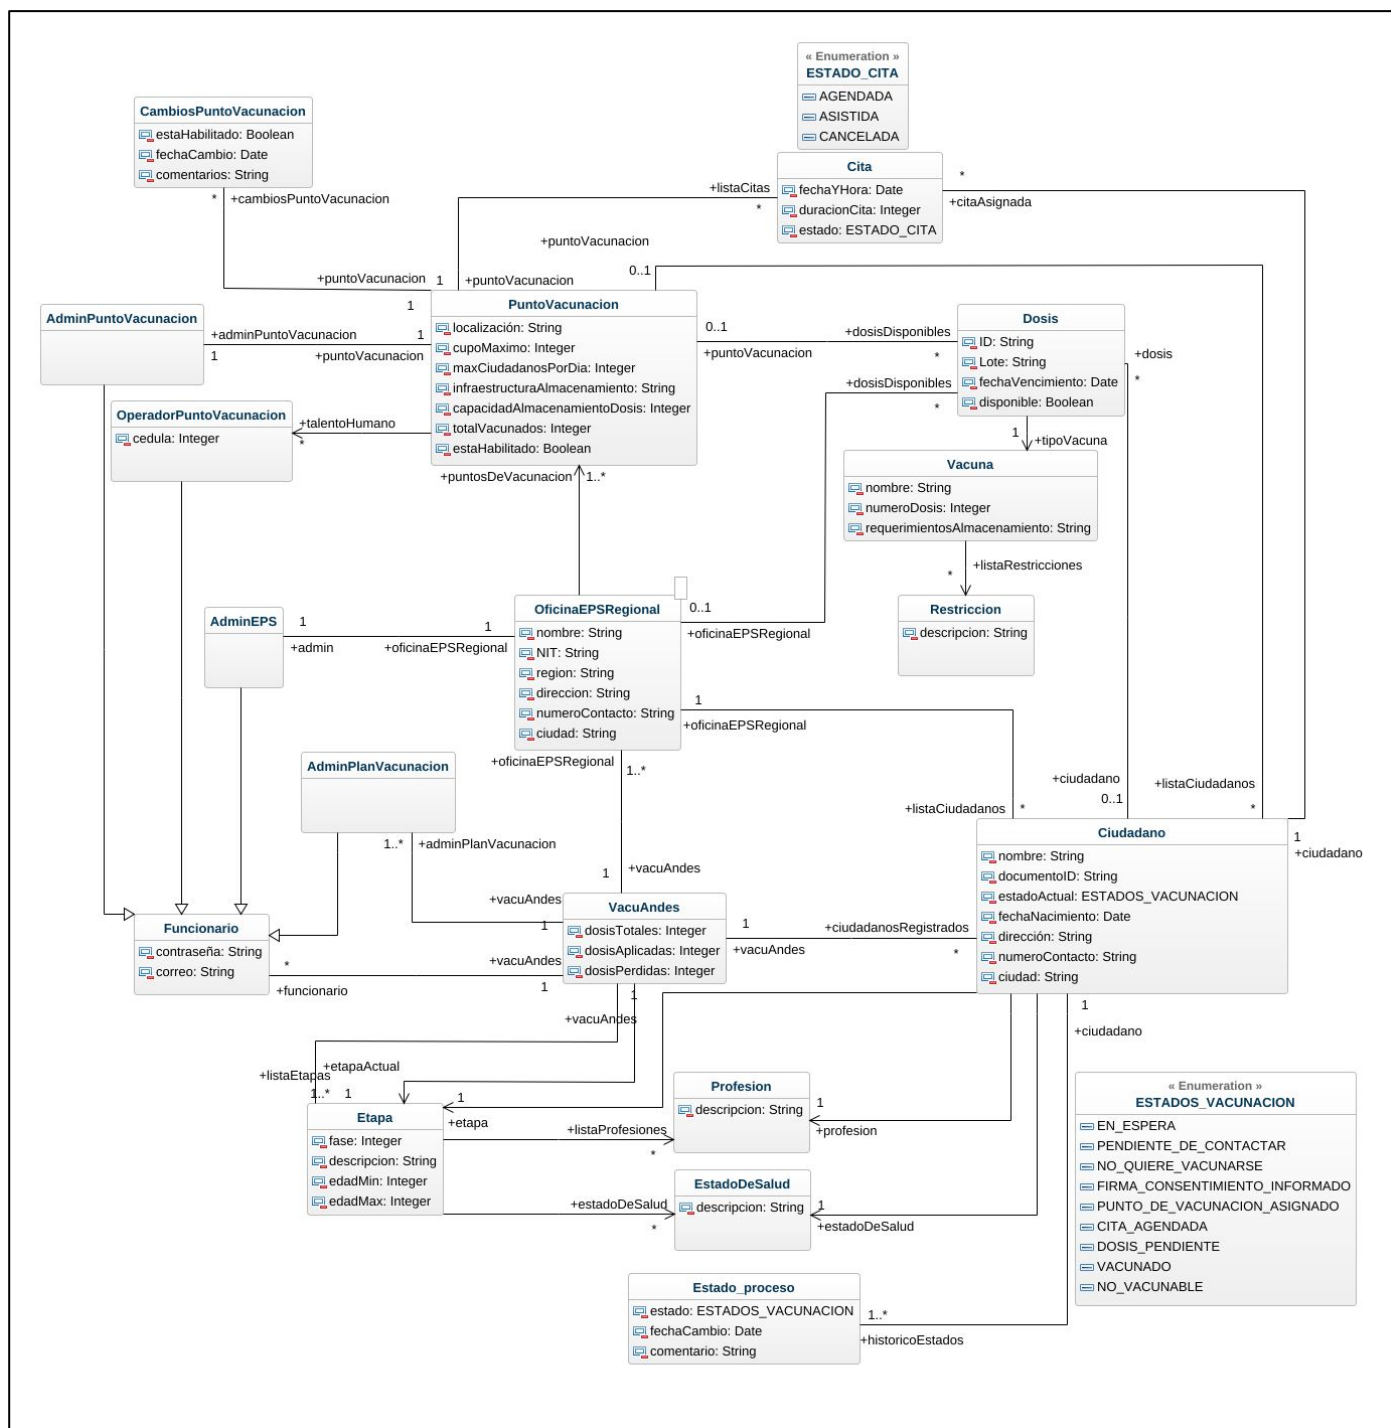 « Enumeration »
ESTADO_CITA
AGENDADA
ASISTIDA
CANCELADA
CambiosPuntoVacunacion
estaHabilitado: Boolean
fechaCambio: Date
comentarios: String
* +cambiosPuntoVacunacion
Cita
fechaYHora: Date
duracionCita: Integer
estado: ESTADO_CITA
+listaCitas
*
*
+citaAsignada
+puntoVacunacion
0..1
+puntoVacunacion
1
+puntoVacunacion
1
AdminPuntoVacunacion
+adminPuntoVacunacion
1
1
+puntoVacunacion
PuntoVacunacion
localización: String
cupoMaximo: Integer
maxCiudadanosPorDia: Integer
infraestructuraAlmacenamiento: String
capacidadAlmacenamientoDosis: Integer
totalVacunados: Integer
estaHabilitado: Boolean
0..1
+puntoVacunacion
+dosisDisponibles
*
+dosisDisponibles
*
Dosis
ID: String
Lote: String
fechaVencimiento: Date
disponible: Boolean
+dosis
*
1
+tipoVacuna
OperadorPuntoVacunacion
cedula: Integer
+talentoHumano
*
+puntosDeVacunacion
1..*
Vacuna
nombre: String
numeroDosis: Integer
requerimientosAlmacenamiento: String
* +listaRestricciones
Restriccion
descripcion: String
AdminEPS
1
+admin
1
+oficinaEPSRegional
OficinaEPSRegional
nombre: String
NIT: String
region: String
direccion: String
numeroContacto: String
ciudad: String
0..1
+oficinaEPSRegional
1
+oficinaEPSRegional
+oficinaEPSRegional
1..*
AdminPlanVacunacion
1..* +adminPlanVacunacion
+ciudadano
0..1
+listaCiudadanos
*
+listaCiudadanos
*
1
+ciudadano
Ciudadano
nombre: String
documentoID: String
estadoActual: ESTADOS_VACUNACION
fechaNacimiento: Date
dirección: String
numeroContacto: String
ciudad: String
1
+vacuAndes
+vacuAndes
1
VacuAndes
dosisTotales: Integer
dosisAplicadas: Integer
dosisPerdidas: Integer
1
+vacuAndes
+ciudadanosRegistrados
*
Funcionario
contraseña: String
correo: String
*
+funcionario
+vacuAndes
1
1
+vacuAndes
1
+ciudadano
+listaEtapas
1..*
+etapaActual
1
Etapa
fase: Integer
descripcion: String
edadMin: Integer
edadMax: Integer
1
+etapa
+listaProfesiones
*
Profesion
descripcion: String
1
+profesion
+estadoDeSalud
*
EstadoDeSalud
descripcion: String
1
+estadoDeSalud
« Enumeration »
ESTADOS_VACUNACION
EN_ESPERA
PENDIENTE_DE_CONTACTAR
NO_QUIERE_VACUNARSE
FIRMA_CONSENTIMIENTO_INFORMADO
PUNTO_DE_VACUNACION_ASIGNADO
CITA_AGENDADA
DOSIS_PENDIENTE
VACUNADO
NO_VACUNABLE
Estado_proceso
estado: ESTADOS_VACUNACION
fechaCambio: Date
comentario: String
1..*
+historicoEstados